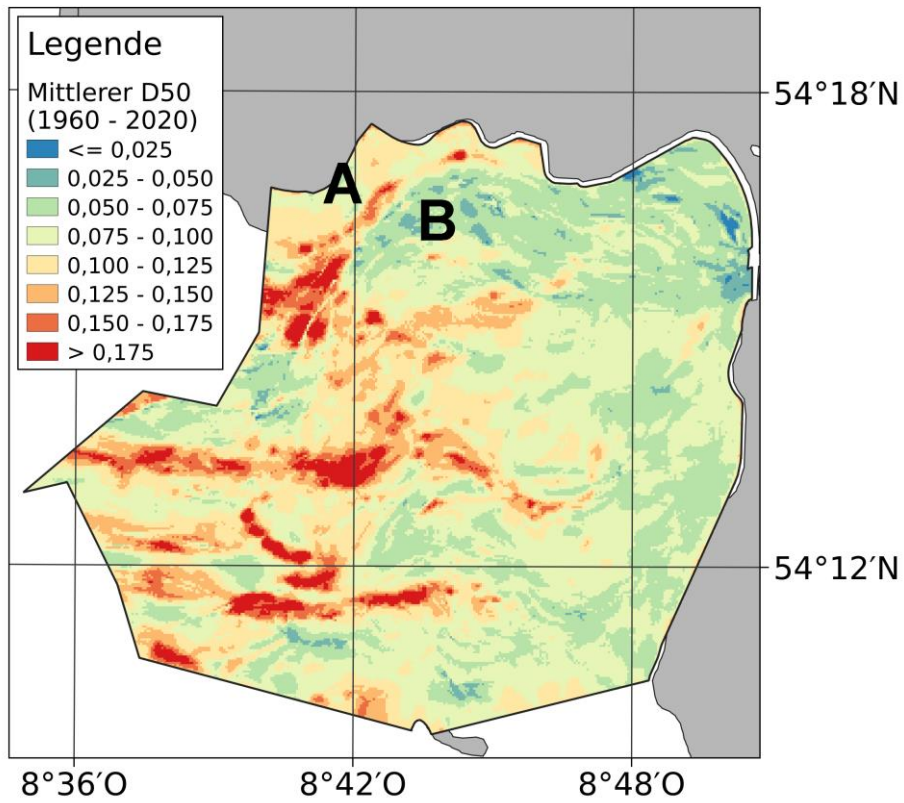 Legende
Mittlerer D50
(1960 - 2020)
<= 0,025
0,025 - 0,050
0,050 - 0,075
0,075 - 0,100
0,100 - 0,125
0,125 - 0,150
0,150 - 0,175
> 0,175
54°18′N
A
B
54°12′N
8°36′O
8°42′O
8°48′O